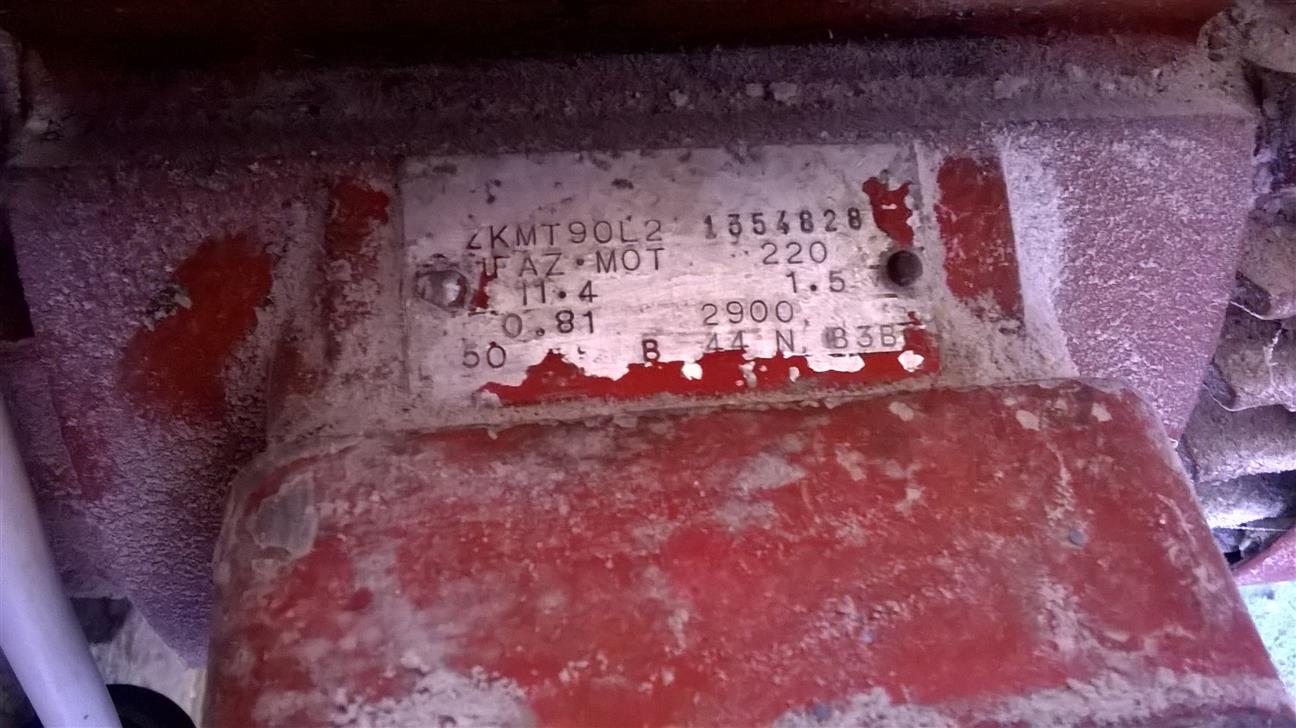 ZKMT90L2 1354828
1FAZ·MOT 220
11.4 1.5
0.81 2900
50 B 44 N, B3B